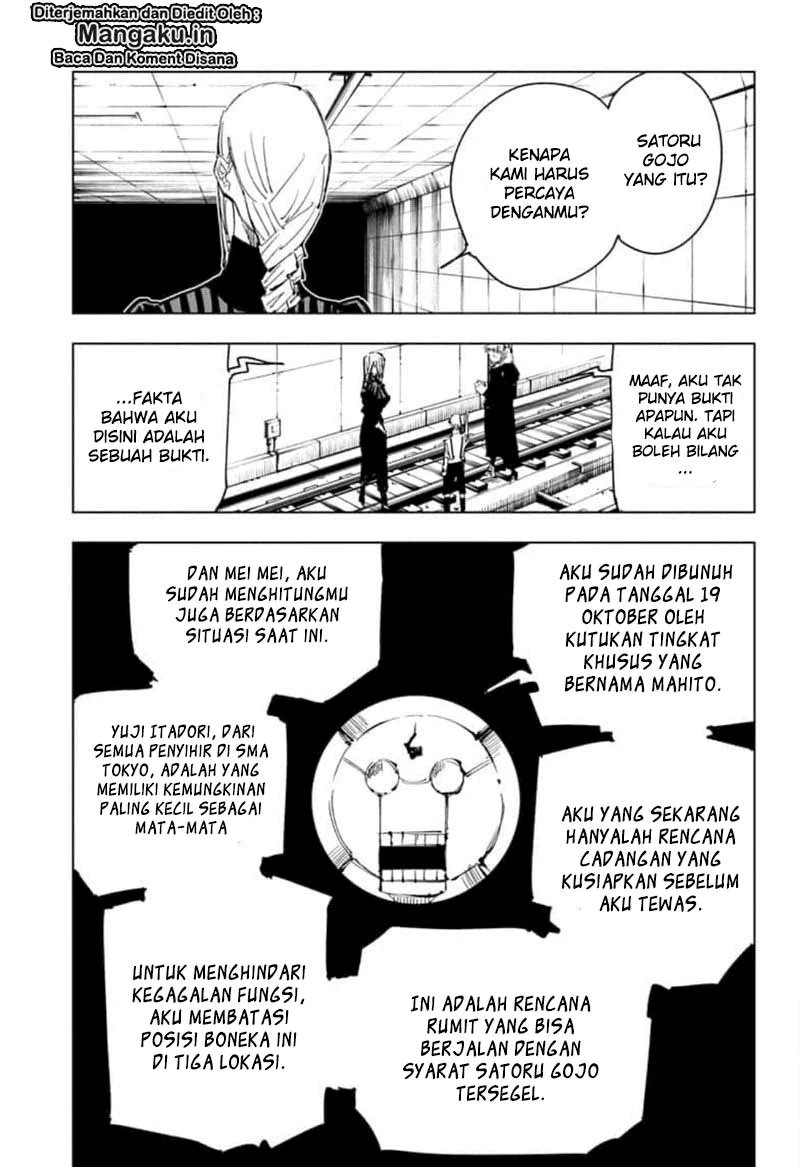 Diterjemahkan dan Diedit Oleh :
Mangaku.in
Baca Dan Koment Disana
SATORU
GOJO
YANG ITU?
KENAPA
KAMI HARUS
PERCAYA
DENGANMU?
MAAF, AKU TAK
PUNYA BUKTI
APAPUN. TAPI
KALAU AKU
BOLEH BILANG
...
...FAKTA
BAHWA AKU
DISINI ADALAH
SEBUAH BUKTI.
AKU SUDAH DIBUNUH
PADA TANGGAL 19
OKTOBER OLEH
KUTUKAN TINGKAT
KHUSUS YANG
BERNAMA MAHITO.
AKU YANG SEKARANG
HANYALAH RENCANA
CADANGAN YANG
KUSIAPKAN SEBELUM
AKU TEWAS.
INI ADALAH RENCANA
RUMIT YANG BISA
BERJALAN DENGAN
SYARAT SATORU GOJO
TERSEGEL.
DAN MEI MEI, AKU
SUDAH MENGHITUNGMU
JUGA BERDASARKAN
SITUASI SAAT INI.
YUJI ITADORI, DARI
SEMUA PENYIHIR DI SMA
TOKYO, ADALAH YANG
MEMILIKI KEMUNGKINAN
PALING KECIL SEBAGAI
MATA-MATA
UNTUK MENGHINDARI
KEGAGALAN FUNGSI,
AKU MEMBATASI
POSISI BONEKA INI
DI TIGA LOKASI.